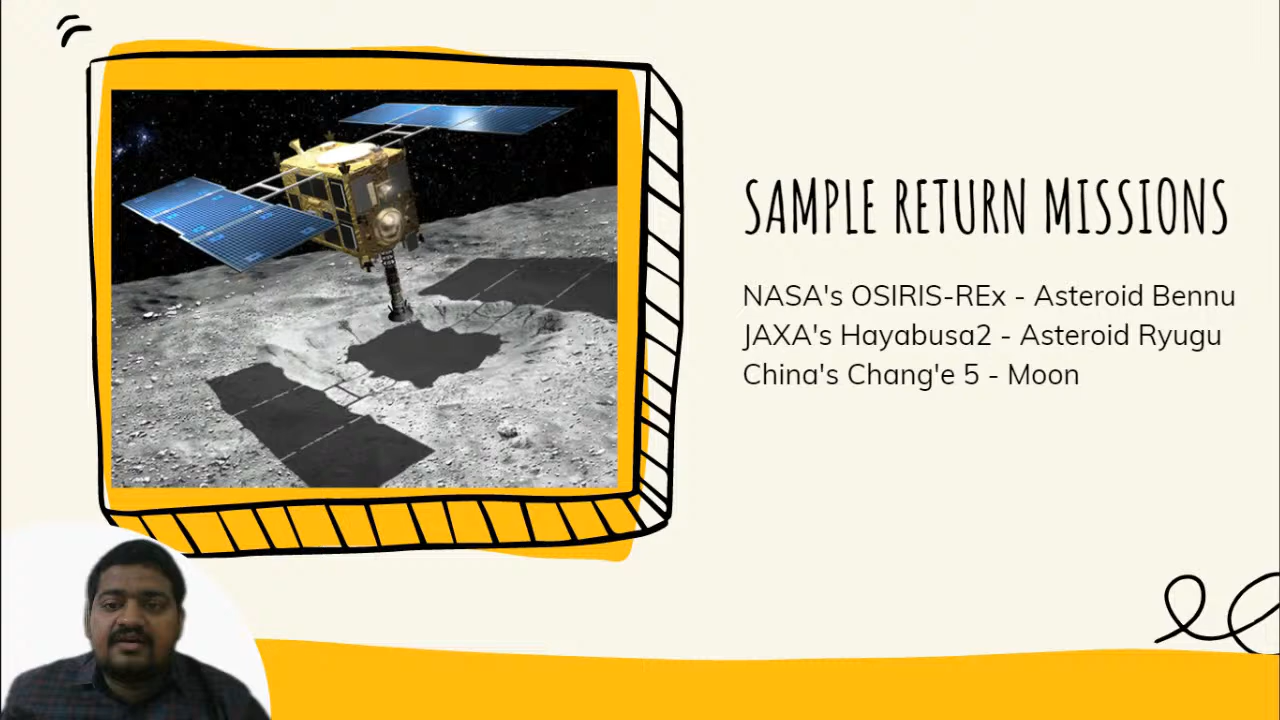 SAMPLE RETURN MISSIONS
NASA's OSIRIS-REx - Asteroid Bennu
JAXA's Hayabusa2 - Asteroid Ryugu
China's Chang'e 5 - Moon